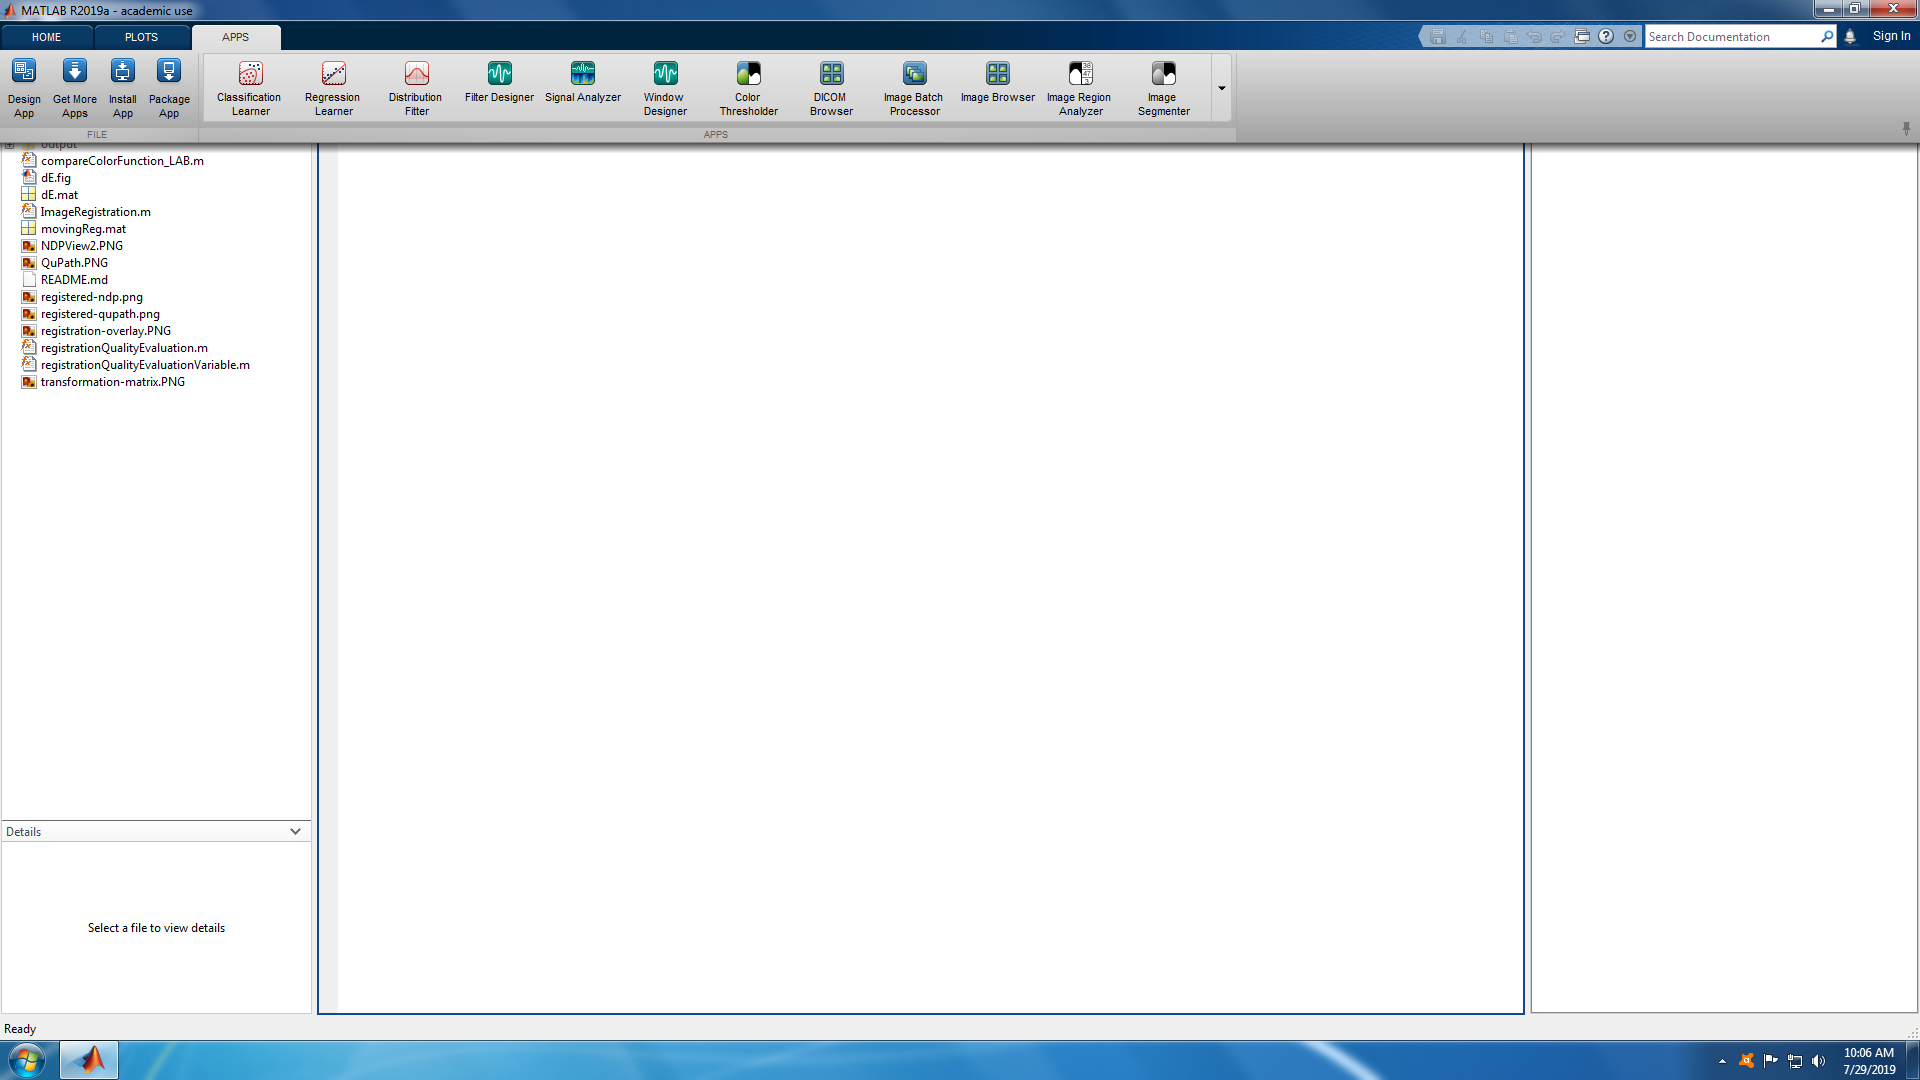 MATLAB R2019a - academic use
HOME
PLOTS
APPS
Search Documentation
Sign In
Design App
Get More Apps
Install App
Package App
Classification Learner
Regression Learner
Distribution Fitter
Filter Designer
Signal Analyzer
Window Designer
Color Thresholder
DICOM Browser
Image Batch Processor
Image Browser
Image Region Analyzer
Image Segmenter
FILE
APPS
output
compareColorFunction_LAB.m
dE.fig
dE.mat
ImageRegistration.m
movingReg.mat
NDPView2.PNG
QuPath.PNG
README.md
registered-ndp.png
registered-qupath.png
registration-overlay.PNG
registrationQualityEvaluation.m
registrationQualityEvaluationVariable.m
transformation-matrix.PNG
Details
Select a file to view details
Ready
10:06 AM
7/29/2019